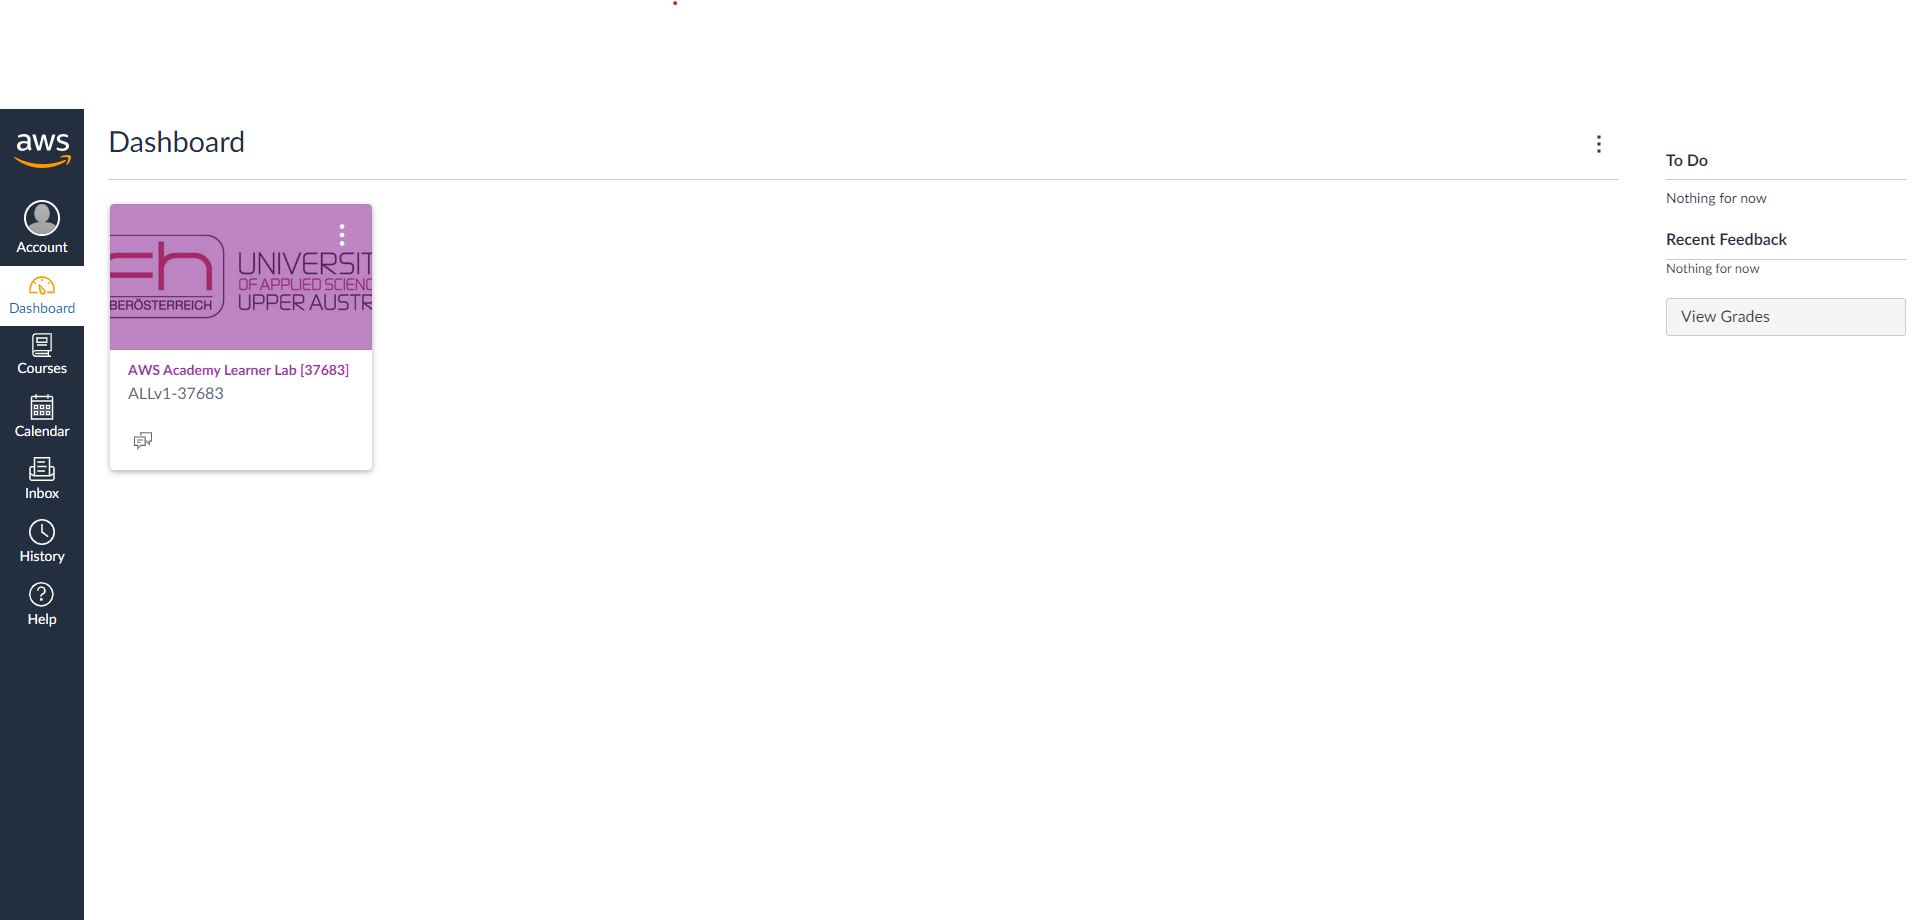 aws
Account
Dashboard
Courses
Calendar
Inbox
History
Help
Dashboard
fh
UNIVERSIT
OF APPLIED SCIENC
UPPER AUSTR
BERÖSTERREICH
AWS Academy Learner Lab [37683]
ALLv1-37683
To Do
Nothing for now
Recent Feedback
Nothing for now
View Grades